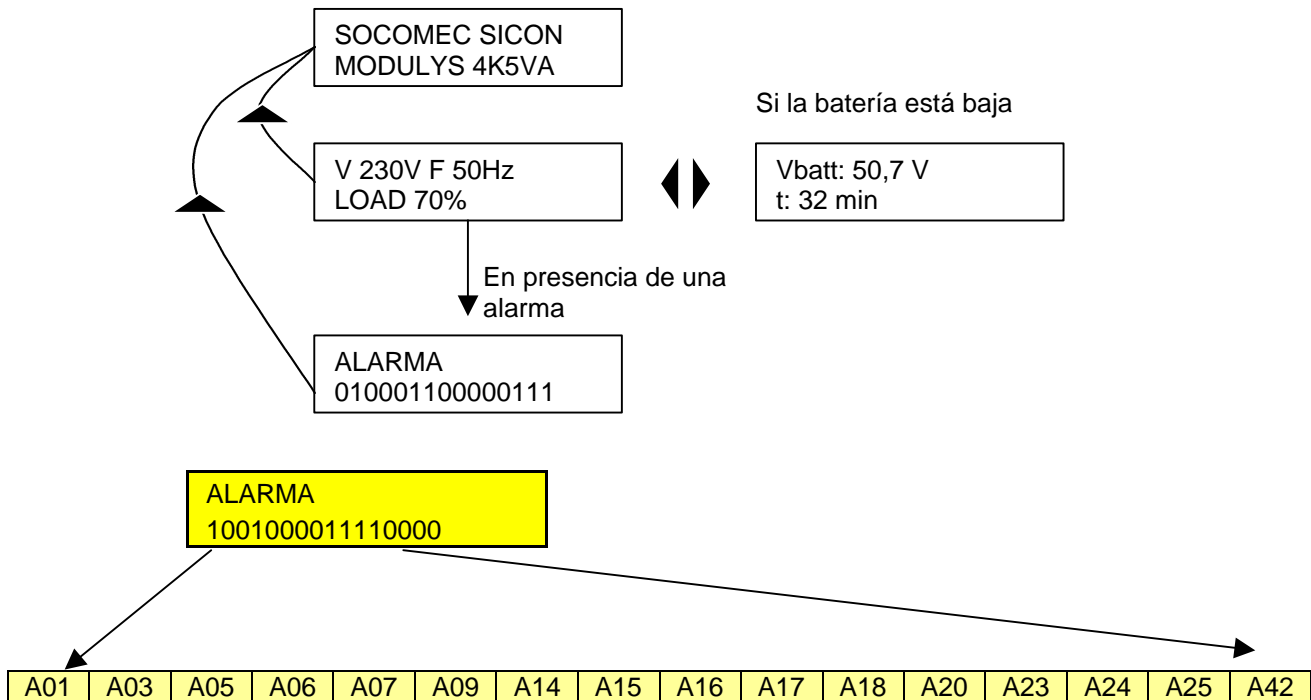 SOCOMEC SICON
MODULYS 4K5VA
Si la batería está baja
V 230V F 50Hz
LOAD 70%
Vbatt: 50,7 V
t: 32 min
En presencia de una
alarma
ALARMA
010001100000111
ALARMA
1001000011110000
A01 A03 A05 A06 A07 A09 A14 A15 A16 A17 A18 A20 A23 A24 A25 A42